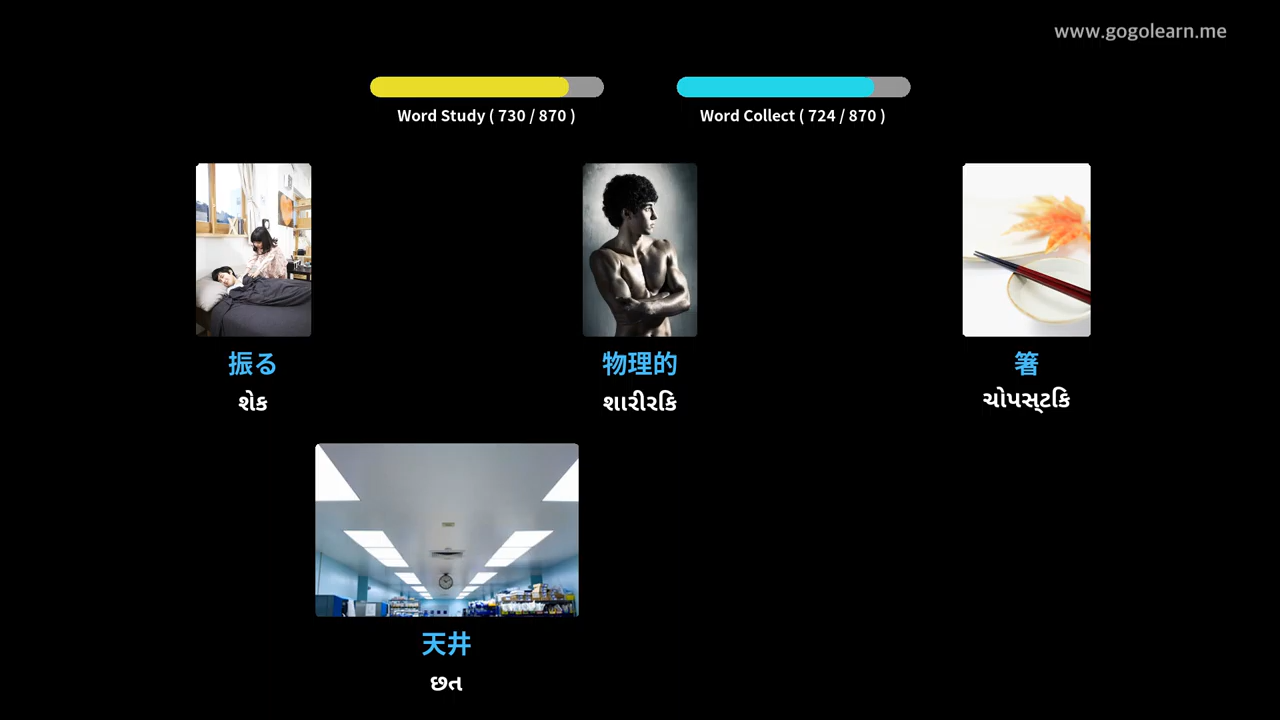 www.gogolearn.me
Word Study ( 730 / 870 )
Word Collect ( 724 / 870 )
振る
物理的
箸
શેક
શારીરિક
ચોપસ્ટિક
天井
છત